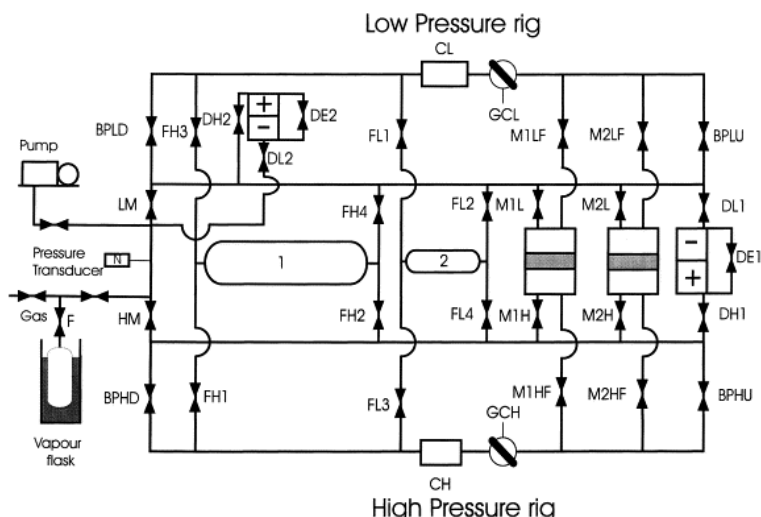 Low Pressure rig
CL
GCL
BPLD
FH3
DH2
+
−
DE2
DL2
FL1
M1LF
M2LF
BPLU
Pump
LM
FH4
FL2
M1L
M2L
DL1
Pressure
Transducer
N
1
2
−
+
DE1
Gas
F
HM
FH2
FL4
M1H
M2H
DH1
BPHD
FH1
FL3
M1HF
M2HF
BPHU
GCH
Vapour
flask
CH
High Pressure rig